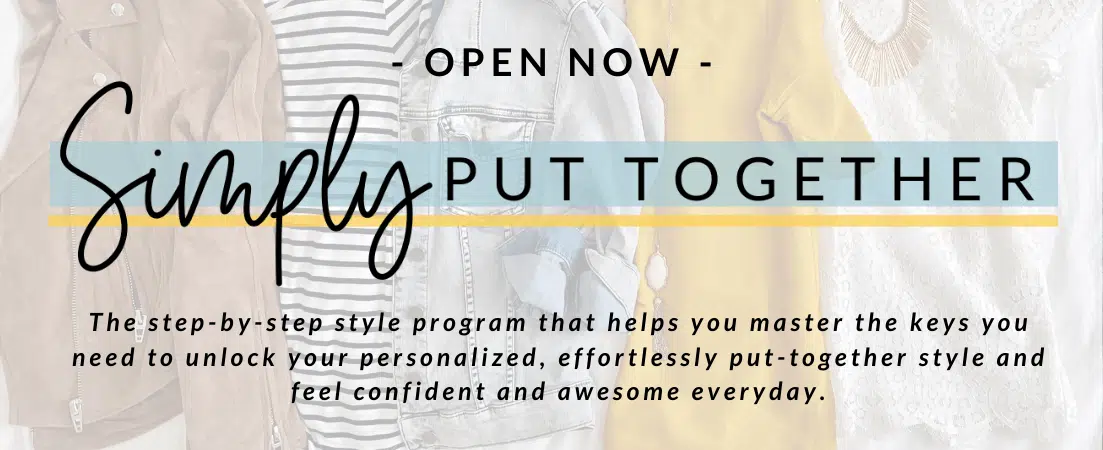 - OPEN NOW -
Simply PUT TOGETHER
The step-by-step style program that helps you master the keys you
need to unlock your personalized, effortlessly put-together style and
feel confident and awesome everyday.